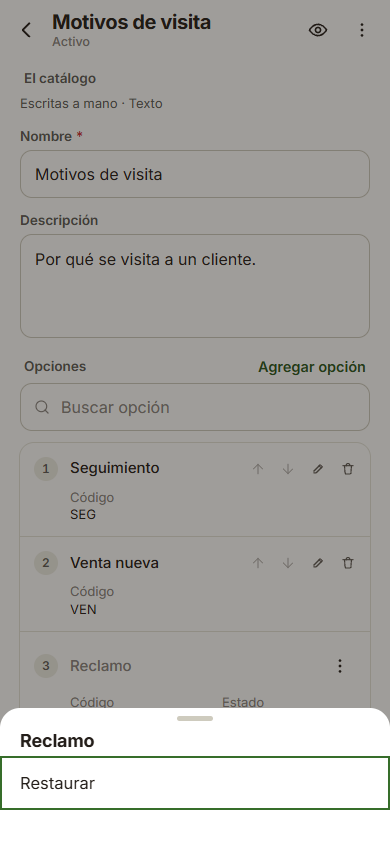 Motivos de visita
Activo
El catálogo
Escritas a mano · Texto
Nombre *
Motivos de visita
Descripción
Por qué se visita a un cliente.
Opciones
Agregar opción
Buscar opción
1 Seguimiento
Código
SEG
2 Venta nueva
Código
VEN
3 Reclamo
Código Estado
Reclamo
Restaurar